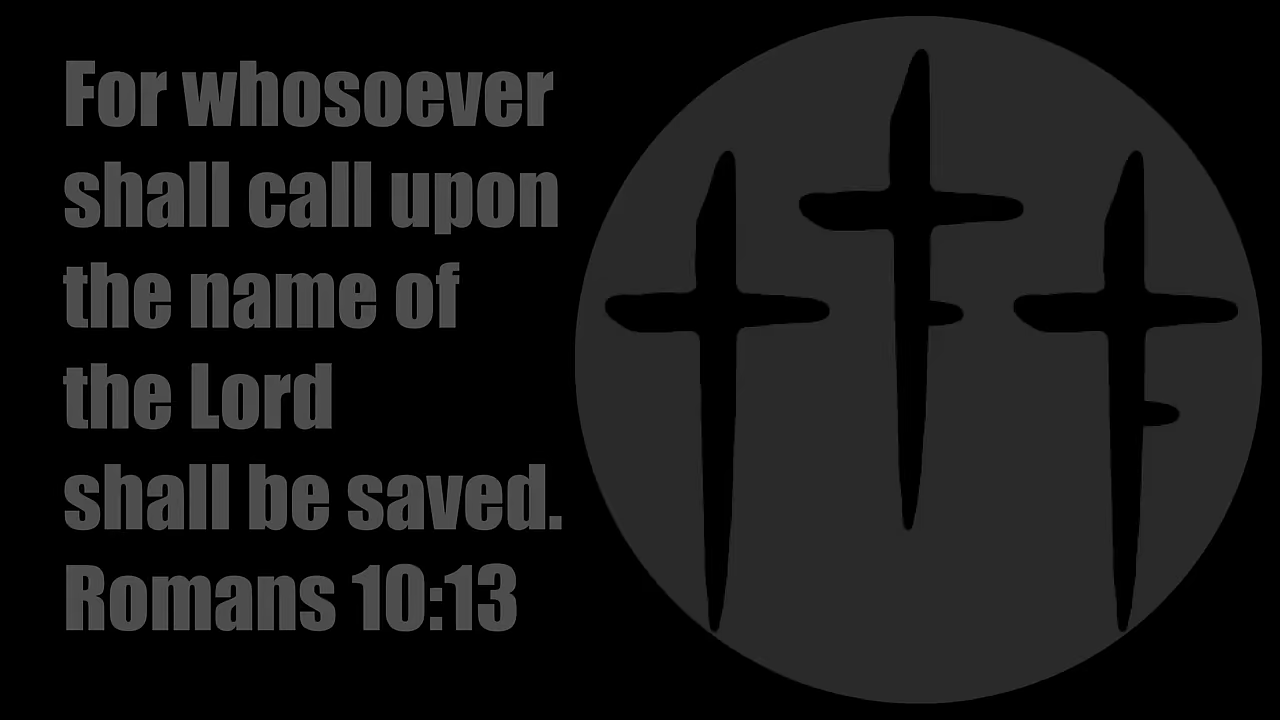 For whosoever
shall call upon
the name of
the Lord
shall be saved.
Romans 10:13